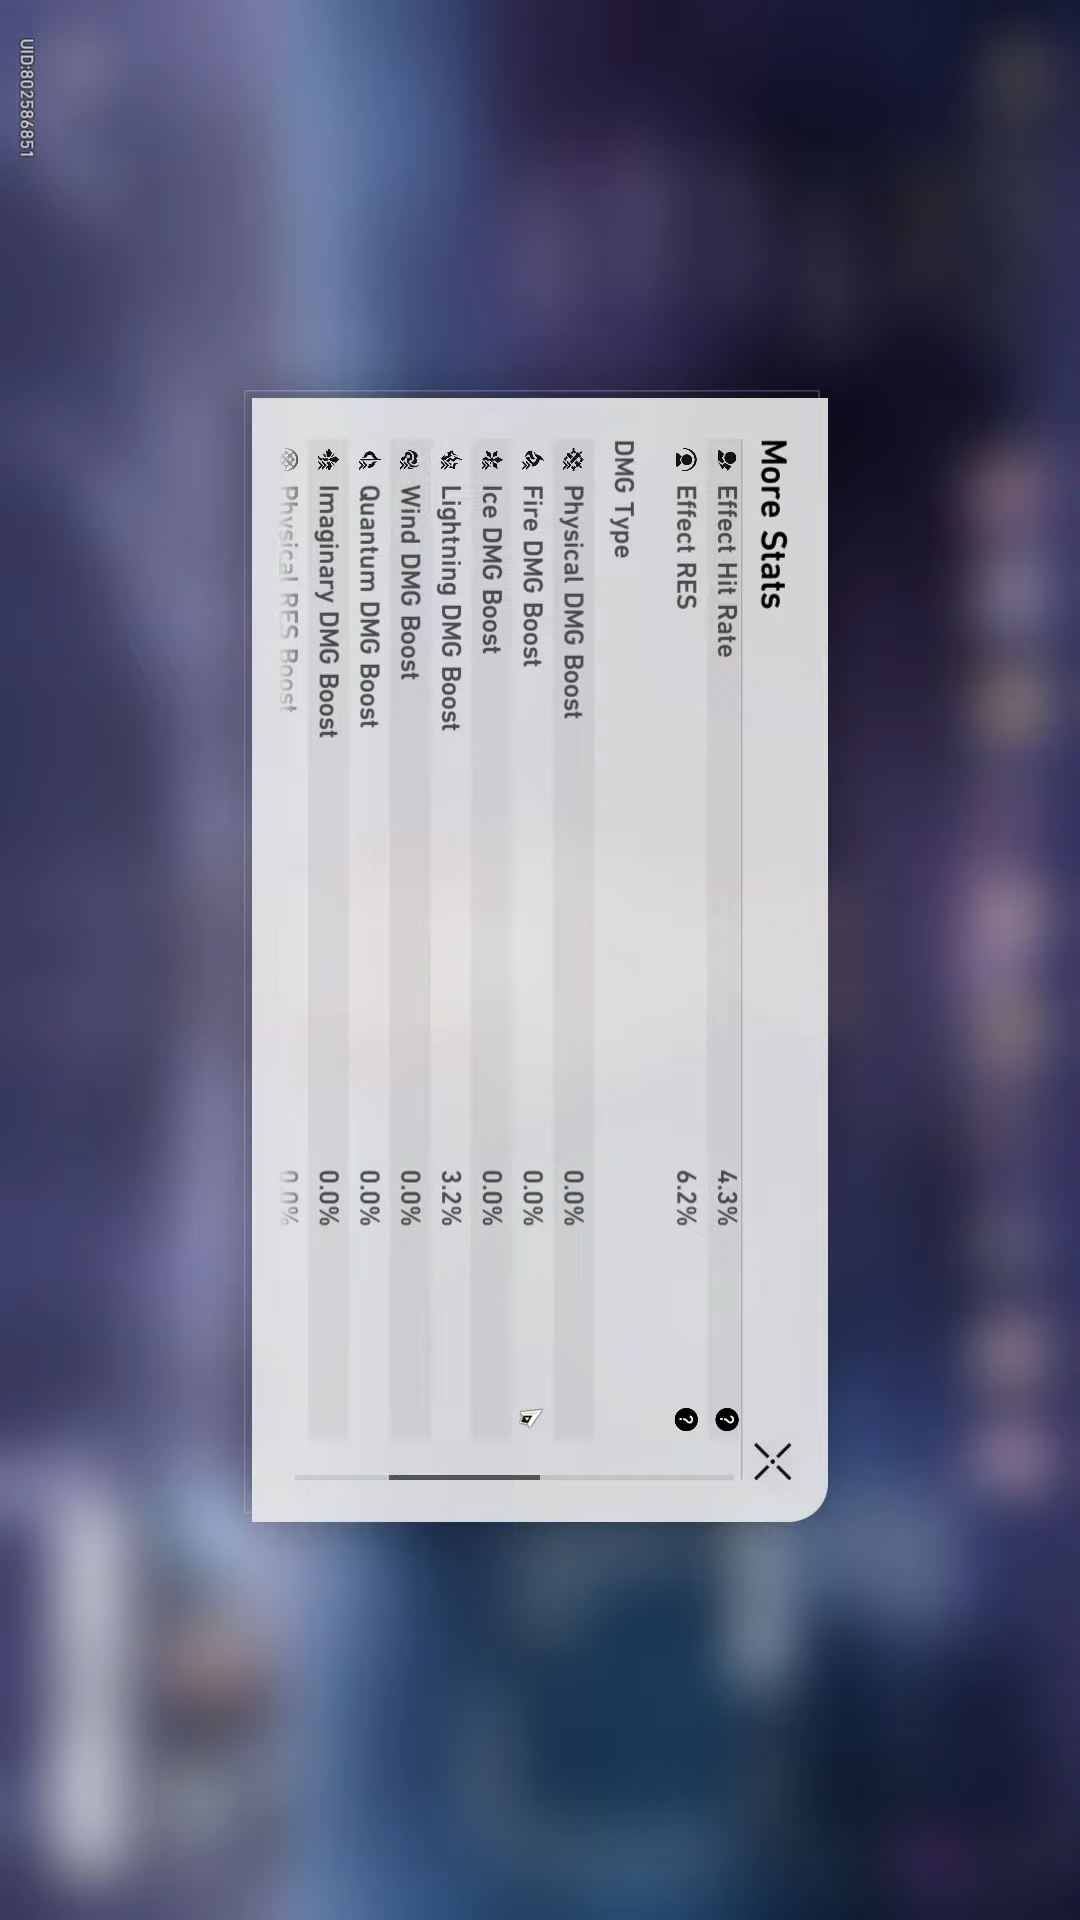 More Stats
Effect Hit Rate 4.3% ?
Effect RES 6.2% ?
DMG Type
Physical DMG Boost 0.0%
Fire DMG Boost 0.0%
Ice DMG Boost 0.0%
Lightning DMG Boost 3.2%
Wind DMG Boost 0.0%
Quantum DMG Boost 0.0%
Imaginary DMG Boost 0.0%
Physical RES Boost 0.0%
UID:802586851